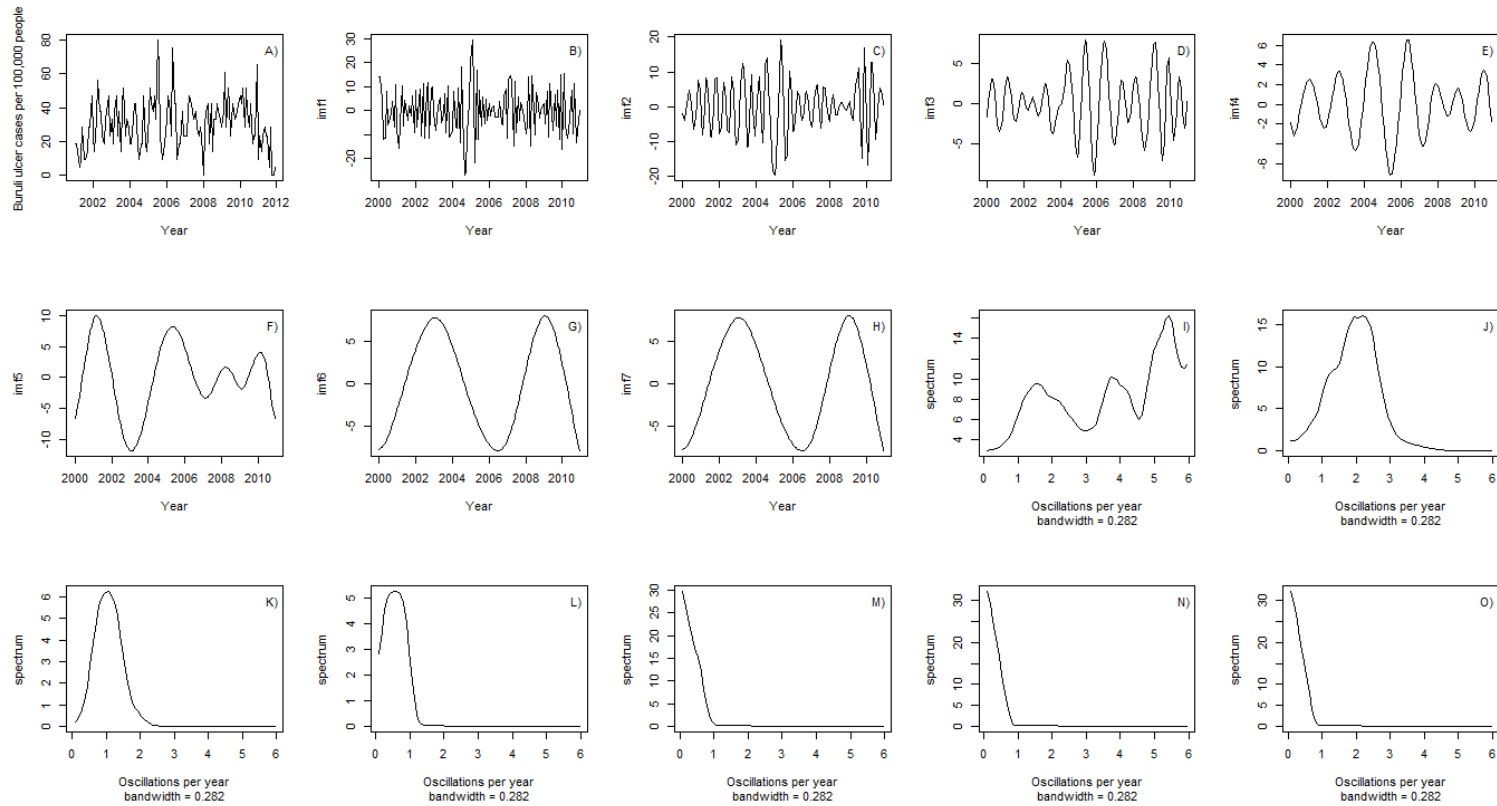 Buruli ulcer cases per 100,000 people
80
60
40
20
0
2002 2004 2006 2008 2010 2012
Year
A)
imf1
30
20
10
0
-20
2000 2002 2004 2006 2008 2010
Year
B)
imf2
20
10
0
-10
-20
2000 2002 2004 2006 2008 2010
Year
C)
imf3
5
0
-5
2000 2002 2004 2006 2008 2010
Year
D)
imf4
6
4
2
0
-2
-6
2000 2002 2004 2006 2008 2010
Year
E)
imf5
10
5
0
-5
-10
2000 2002 2004 2006 2008 2010
Year
F)
imf6
5
0
-5
2000 2002 2004 2006 2008 2010
Year
G)
imf7
5
0
-5
2000 2002 2004 2006 2008 2010
Year
H)
spectrum
14
10
8
6
4
0 1 2 3 4 5 6
Oscillations per year
bandwidth = 0.282
I)
spectrum
15
10
5
0
0 1 2 3 4 5 6
Oscillations per year
bandwidth = 0.282
J)
spectrum
6
5
4
3
2
1
0
0 1 2 3 4 5 6
Oscillations per year
bandwidth = 0.282
K)
spectrum
5
4
3
2
1
0
0 1 2 3 4 5 6
Oscillations per year
bandwidth = 0.282
L)
spectrum
30
25
20
15
10
5
0
0 1 2 3 4 5 6
Oscillations per year
bandwidth = 0.282
M)
spectrum
30
20
10
5
0
0 1 2 3 4 5 6
Oscillations per year
bandwidth = 0.282
N)
spectrum
30
20
15
10
5
0
0 1 2 3 4 5 6
Oscillations per year
bandwidth = 0.282
O)